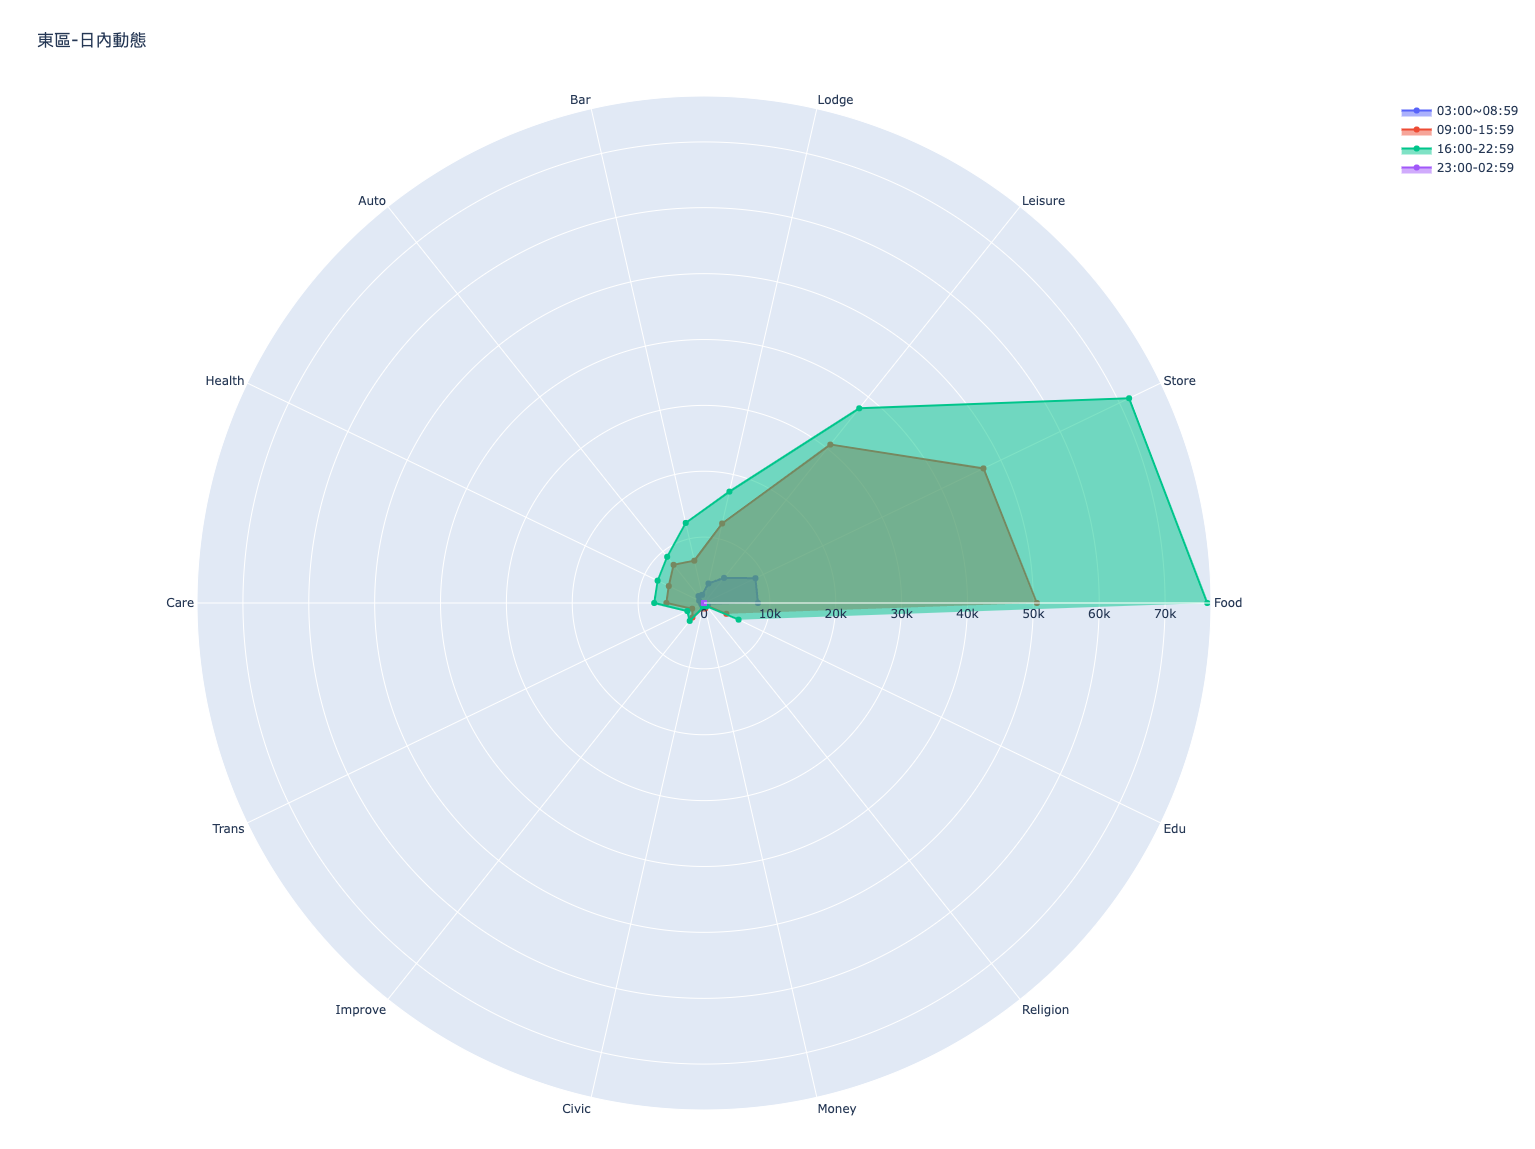 東區-日內動態
03:00~08:59
09:00-15:59
16:00-22:59
23:00-02:59
Bar
Lodge
Auto
Leisure
Health
Store
Care
Food
0
10k
20k
30k
40k
50k
60k
70k
Trans
Edu
Improve
Religion
Civic
Money